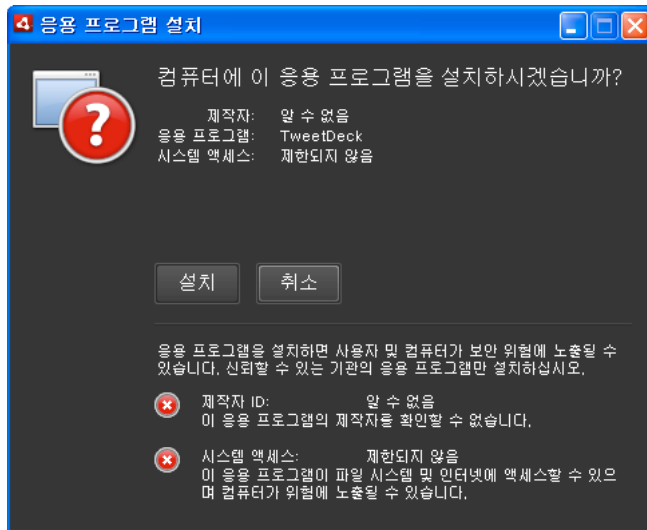 응용 프로그램 설치
컴퓨터에 이 응용 프로그램을 설치하시겠습니까?
제작자: 알 수 없음
응용 프로그램: TweetDeck
시스템 액세스: 제한되지 않음
설치 취소
응용 프로그램을 설치하면 사용자 및 컴퓨터가 보안 위험에 노출될 수
있습니다. 신뢰할 수 있는 기관의 응용 프로그램만 설치하십시오.
제작자 ID: 알 수 없음
이 응용 프로그램의 제작자를 확인할 수 없습니다.
시스템 액세스: 제한되지 않음
이 응용 프로그램이 파일 시스템 및 인터넷에 액세스할 수 있으
며 컴퓨터가 위험에 노출될 수 있습니다.